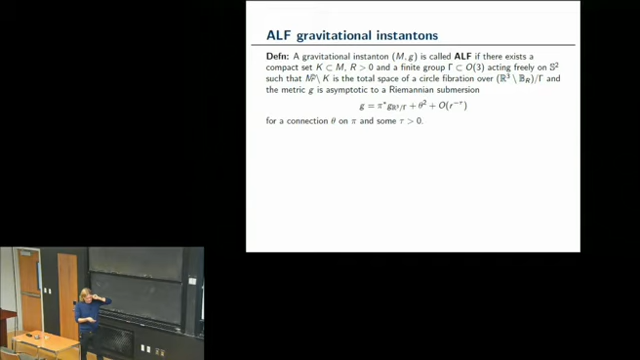 ALF gravitational instantons
Defn: A gravitational instanton (M, g) is called ALF if there exists a
compact set K ⊂ M, R > 0 and a finite group Γ ⊂ O(3) acting freely on S²
such that M \ K is the total space of a circle fibration over (ℝ³ \ 𝔹_R)/Γ and
the metric g is asymptotic to a Riemannian submersion
g = π*g_{ℝ³/Γ} + θ² + O(r^{-τ})
for a connection θ on π and some τ > 0.